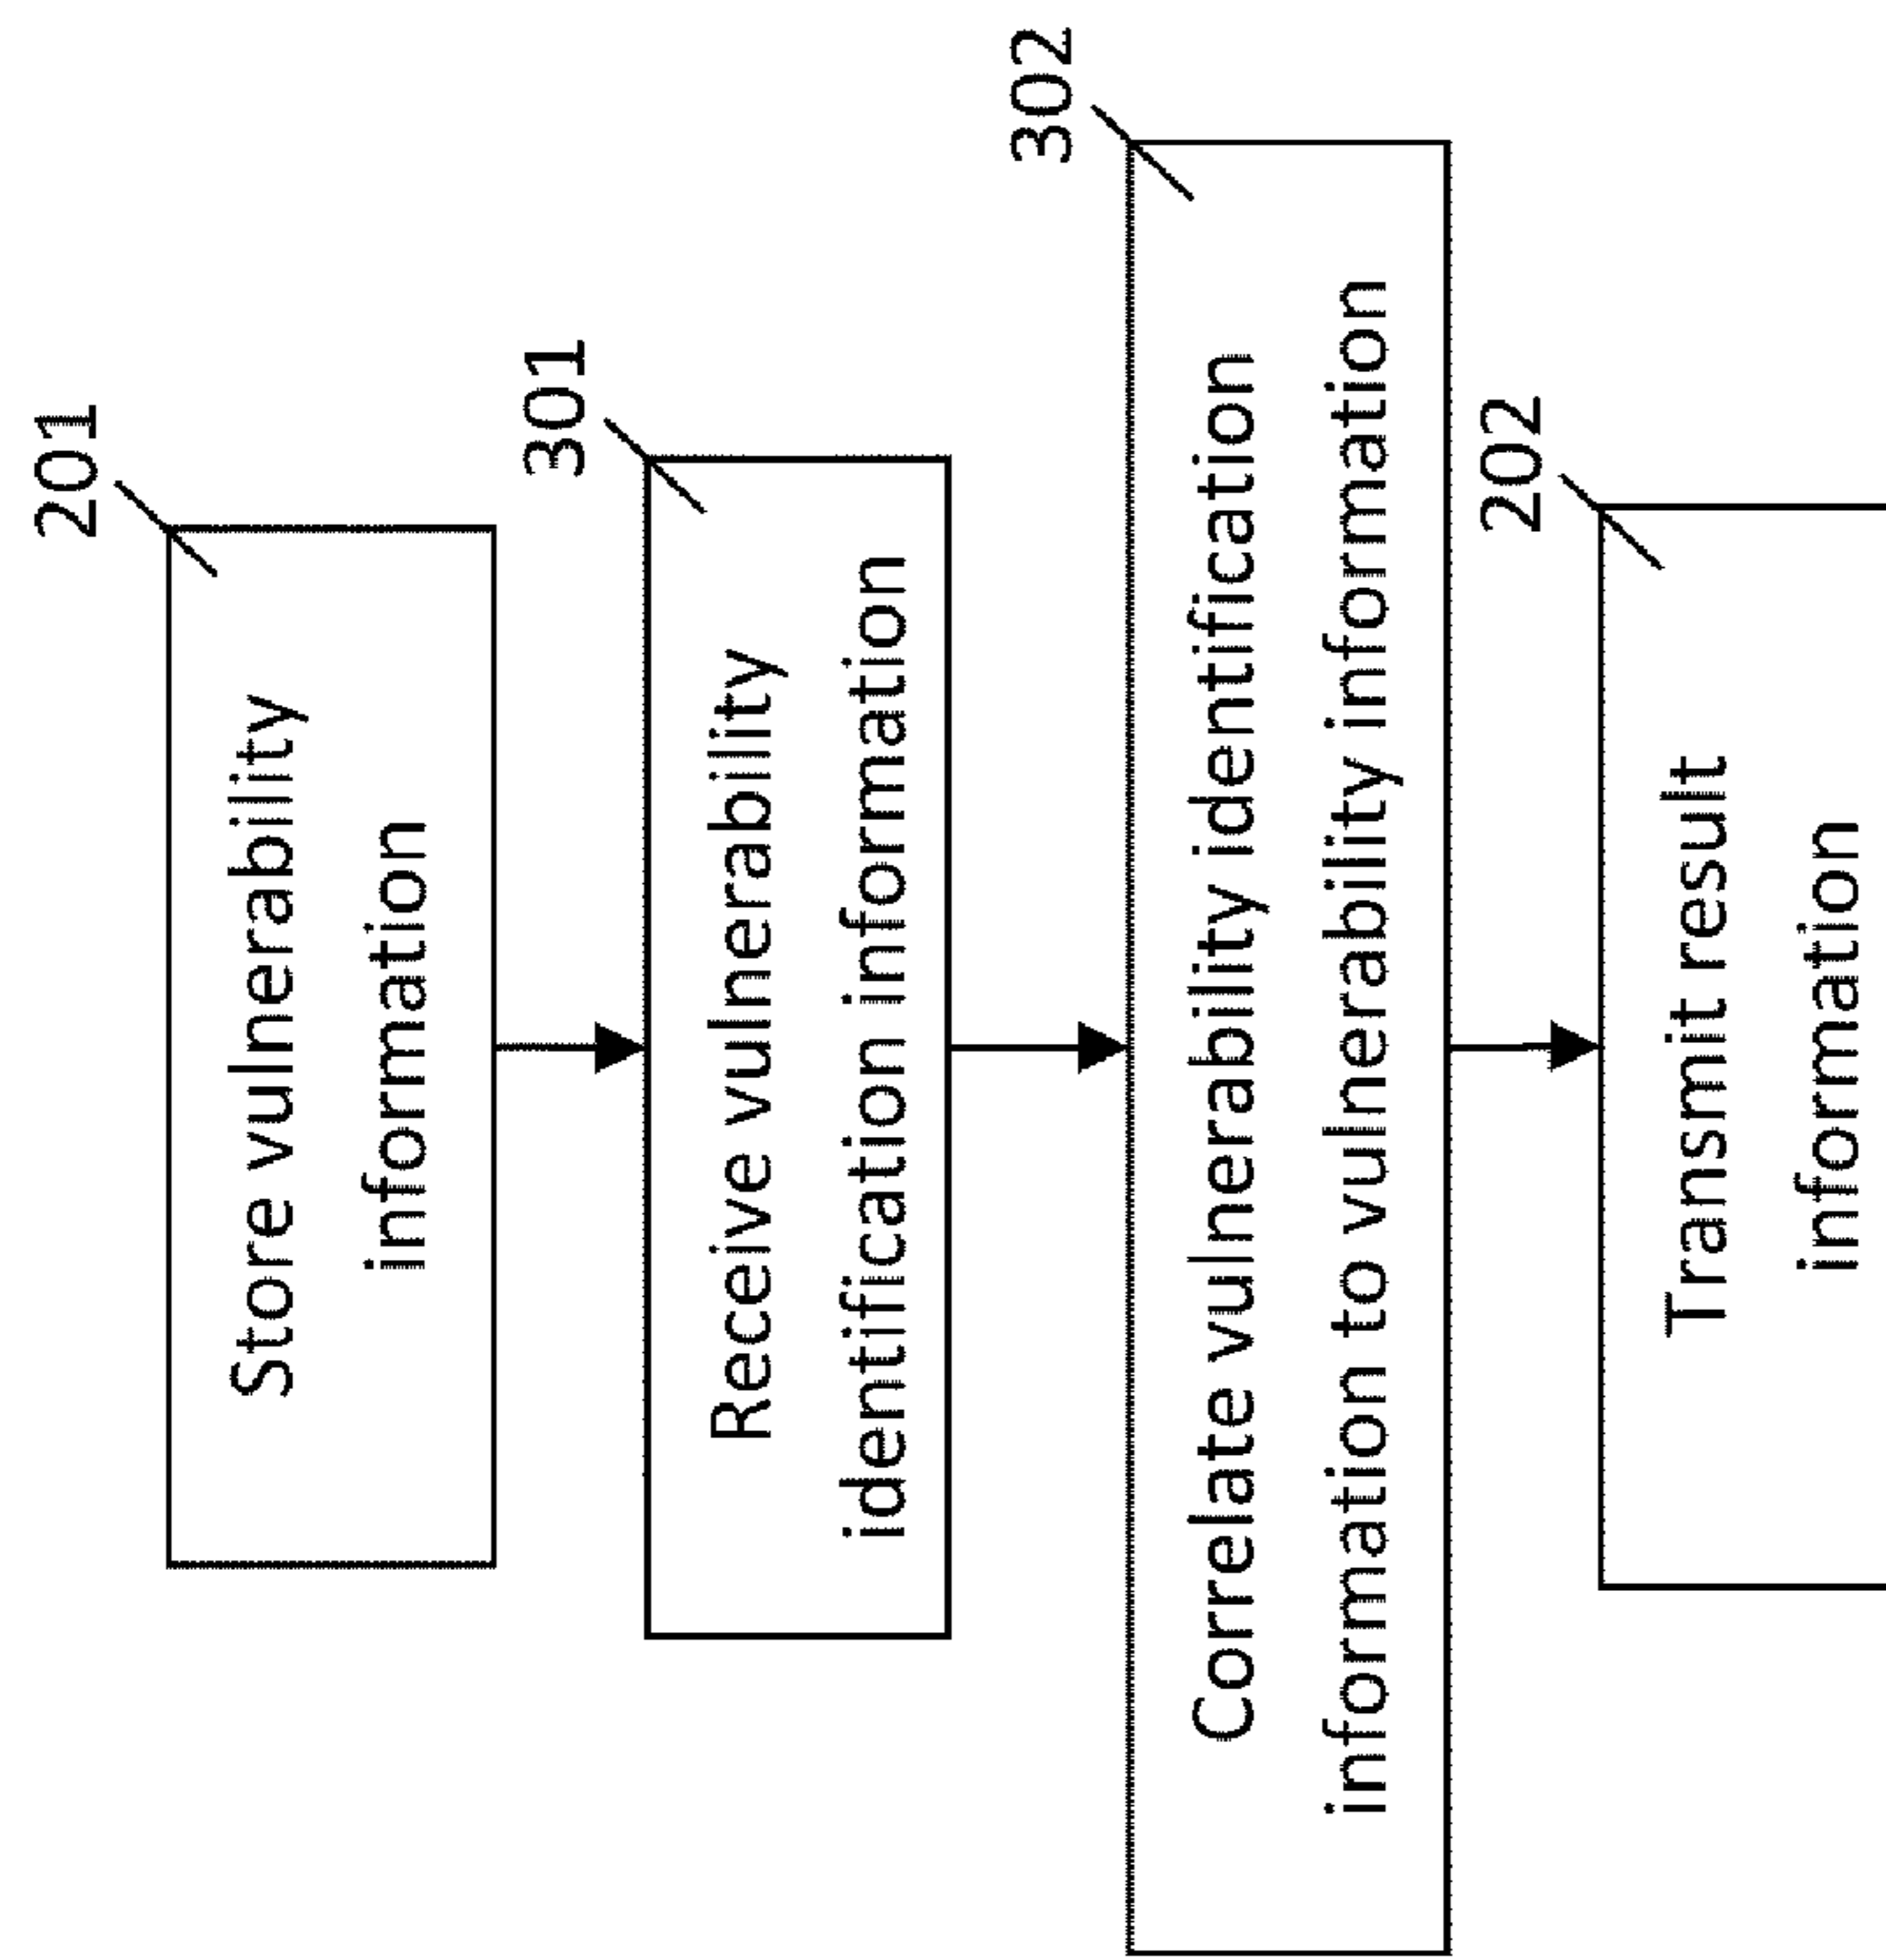 201
Store vulnerability
information
301
Receive vulnerability
identification information
302
Correlate vulnerability identification
information to vulnerability information
202
Transmit result
information